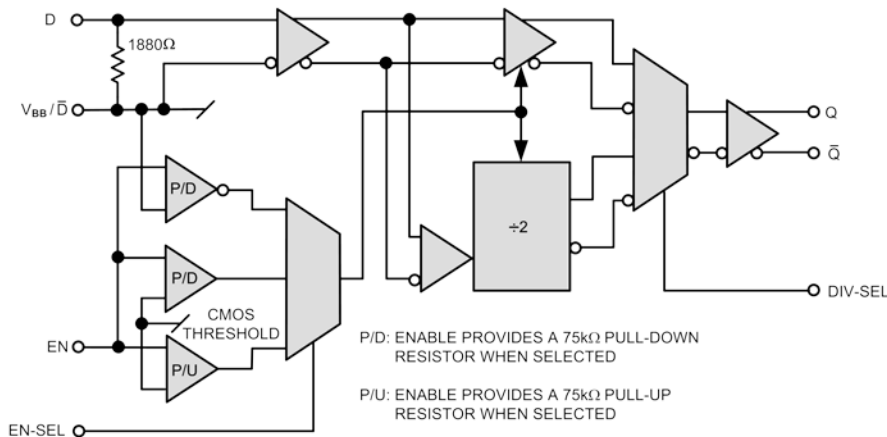 D
1880Ω
V_BB / D̅
P/D
P/D
CMOS
THRESHOLD
EN
P/U
EN-SEL
÷2
Q
Q̅
DIV-SEL
P/D: ENABLE PROVIDES A 75kΩ PULL-DOWN
RESISTOR WHEN SELECTED
P/U: ENABLE PROVIDES A 75kΩ PULL-UP
RESISTOR WHEN SELECTED